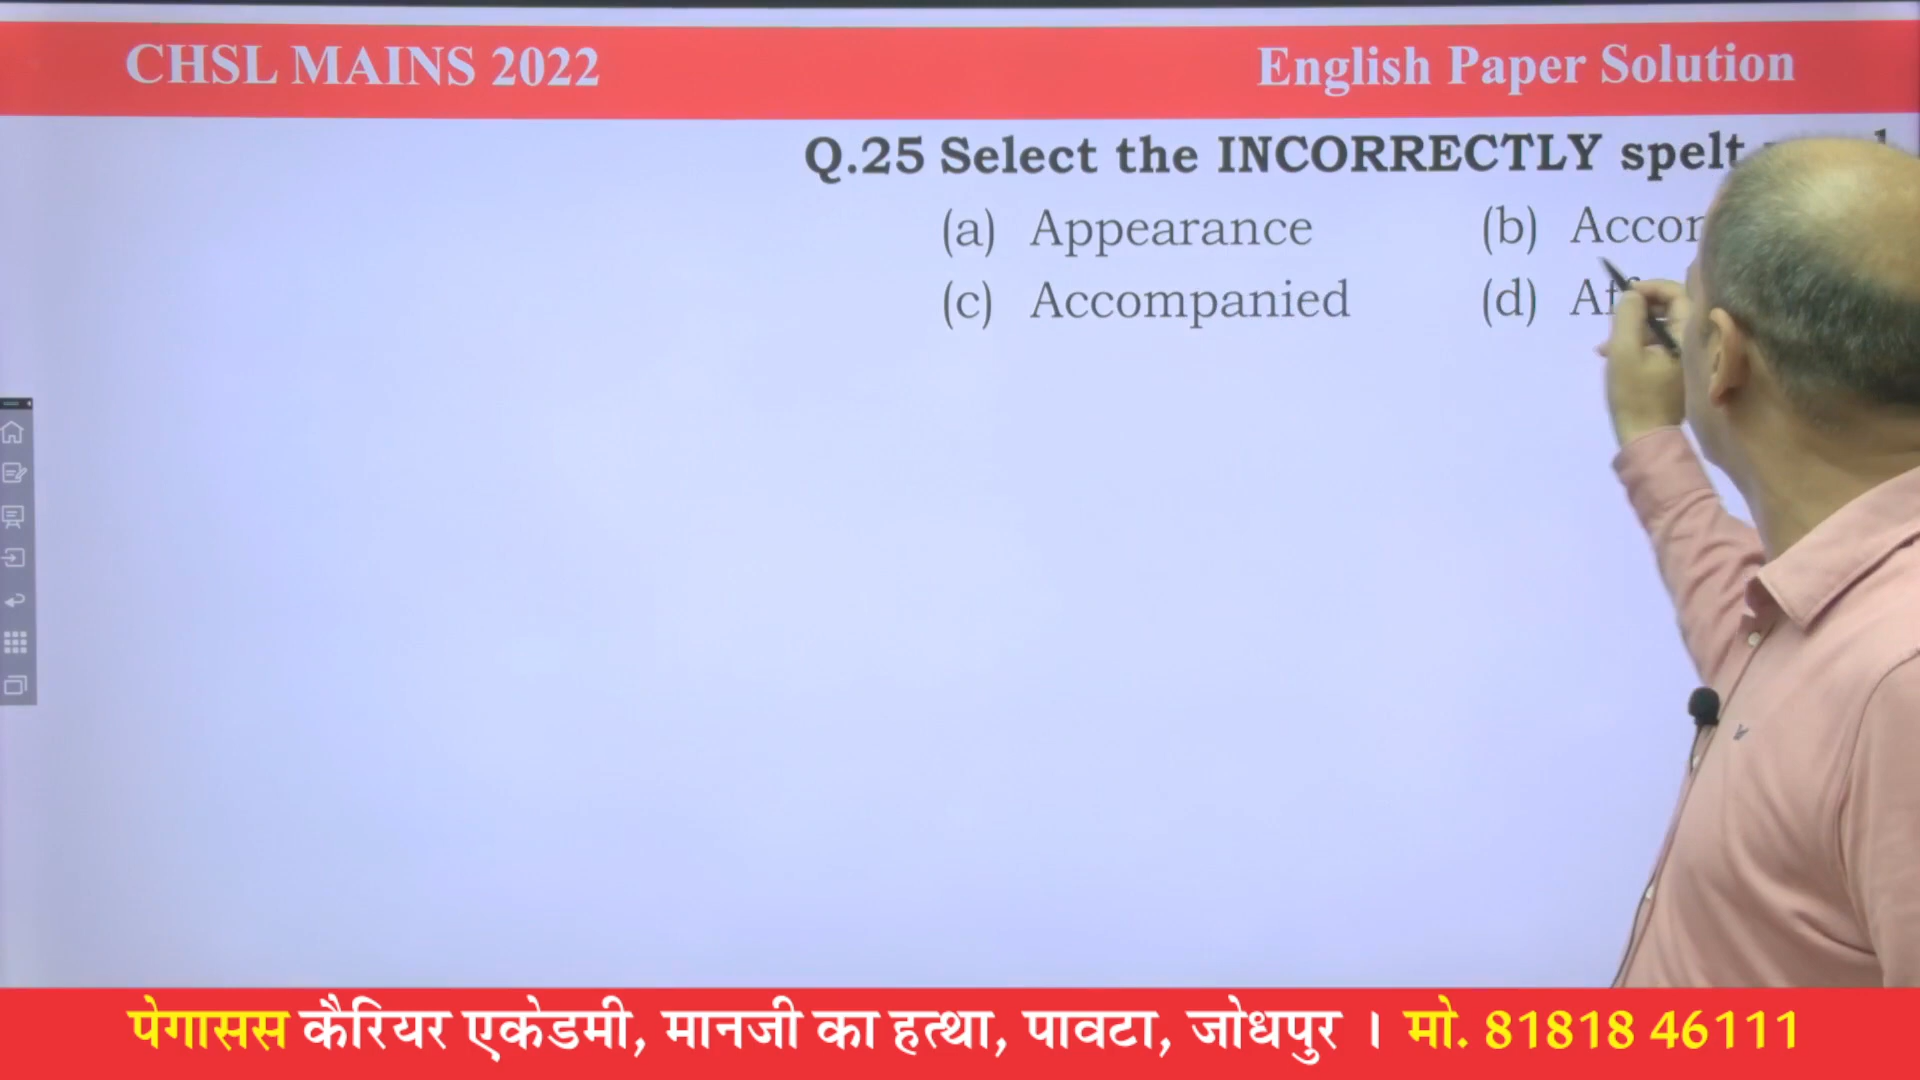 CHSL MAINS 2022
English Paper Solution
Q.25 Select the INCORRECTLY spelt
(a) Appearance
(b)
(c) Accompanied
(d)
पेगासस कैरियर एकेडमी, मानजी का हत्था, पावटा, जोधपुर । मो. 81818 46111